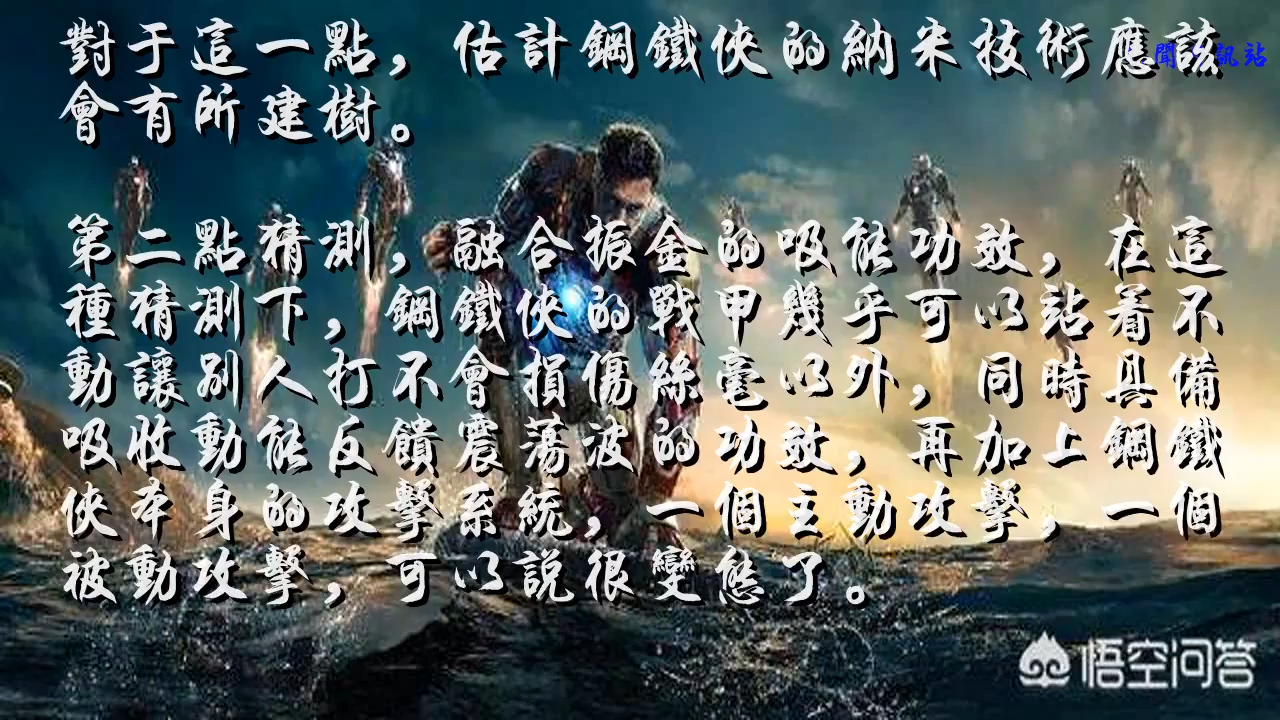 對于這一點，估計鋼鐵俠的納米技術應該
聞 訊站
會有所建樹。
第二點猜測，融合振金的吸能功效，在這
種猜測下，鋼鐵俠的戰甲幾乎可以站着不
動讓別人打不會損傷絲毫以外，同時具備
吸收動能反饋震蕩波的功效，再加上鋼鐵
俠本身的攻擊系統，一個主動攻擊，一個
被動攻擊，可以說很變態了。
悟空问答